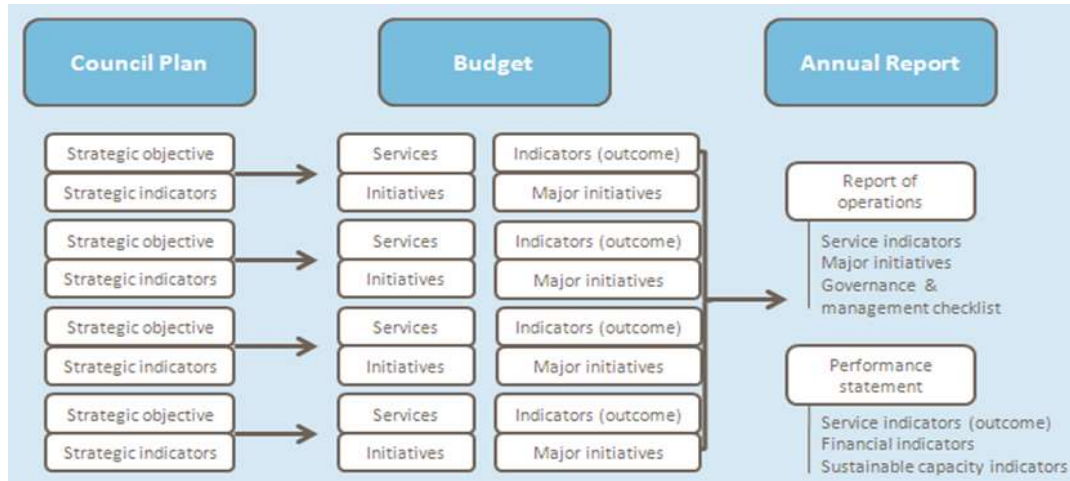 Council Plan
Budget
Annual Report
Strategic objective
Strategic indicators
Strategic objective
Strategic indicators
Strategic objective
Strategic indicators
Strategic objective
Strategic indicators
Services
Initiatives
Services
Initiatives
Services
Initiatives
Services
Initiatives
Indicators (outcome)
Major initiatives
Indicators (outcome)
Major initiatives
Indicators (outcome)
Major initiatives
Indicators (outcome)
Major initiatives
Report of
operations
Service indicators
Major initiatives
Governance &
management checklist
Performance
statement
Service indicators (outcome)
Financial indicators
Sustainable capacity indicators